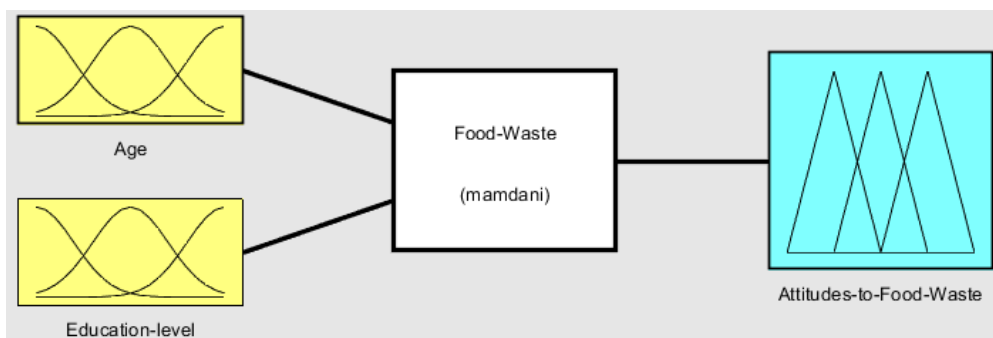 Age
Education-level
Food-Waste
(mamdani)
Attitudes-to-Food-Waste